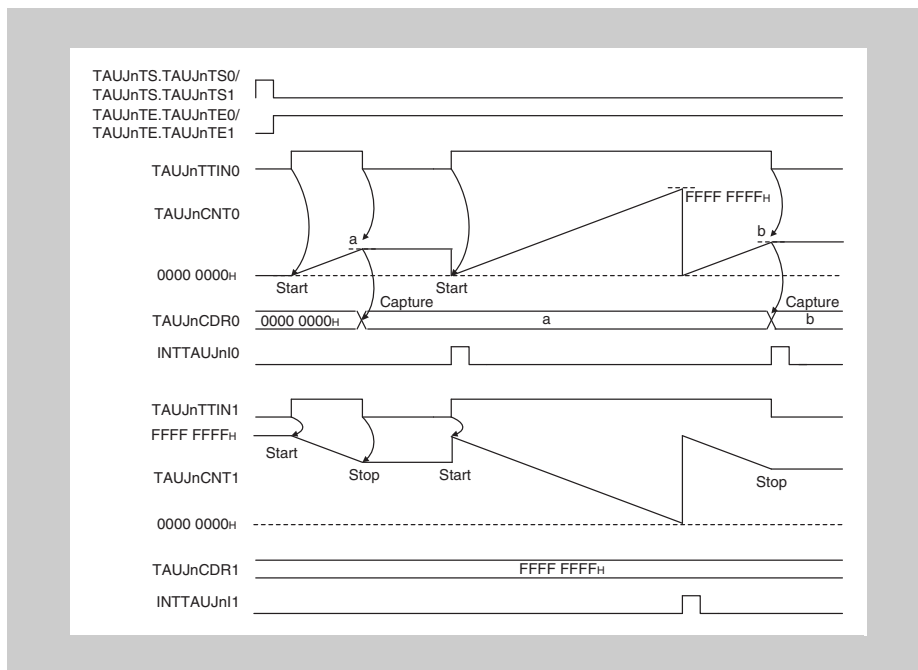 TAUJnTS.TAUJnTS0/
TAUJnTS.TAUJnTS1
TAUJnTE.TAUJnTE0/
TAUJnTE.TAUJnTE1
TAUJnTTIN0
TAUJnCNT0
FFFF FFFFH
a
b
0000 0000H
Start
Start
Capture
Capture
TAUJnCDR0
0000 0000H
a
b
INTTAUJnI0
TAUJnTTIN1
FFFF FFFFH
Start
TAUJnCNT1
Stop
Start
Stop
0000 0000H
TAUJnCDR1
FFFF FFFFH
INTTAUJnI1